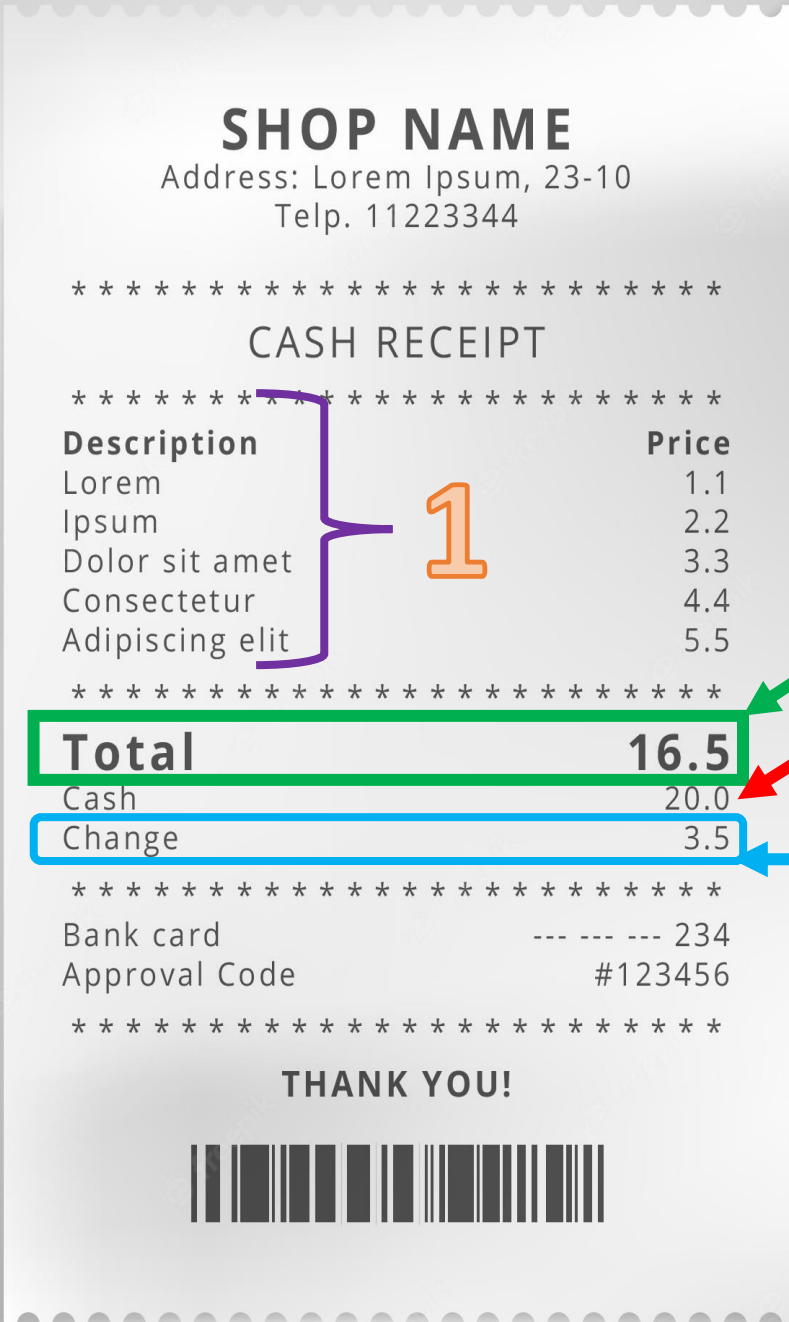 SHOP NAME
Address: Lorem Ipsum, 23-10
Telp. 11223344
* * * * * * * * * * * * * * * * * * * * * * * *
CASH RECEIPT
* * * * * * * * * * * * * * * * * * * * * * * *
Description Price
Lorem 1.1
Ipsum 2.2
Dolor sit amet 3.3
Consectetur 4.4
Adipiscing elit 5.5
1
* * * * * * * * * * * * * * * * * * * * * * * *
Total 16.5
Cash 20.0
Change 3.5
* * * * * * * * * * * * * * * * * * * * * * * *
Bank card --- --- --- 234
Approval Code #123456
* * * * * * * * * * * * * * * * * * * * * * * *
THANK YOU!